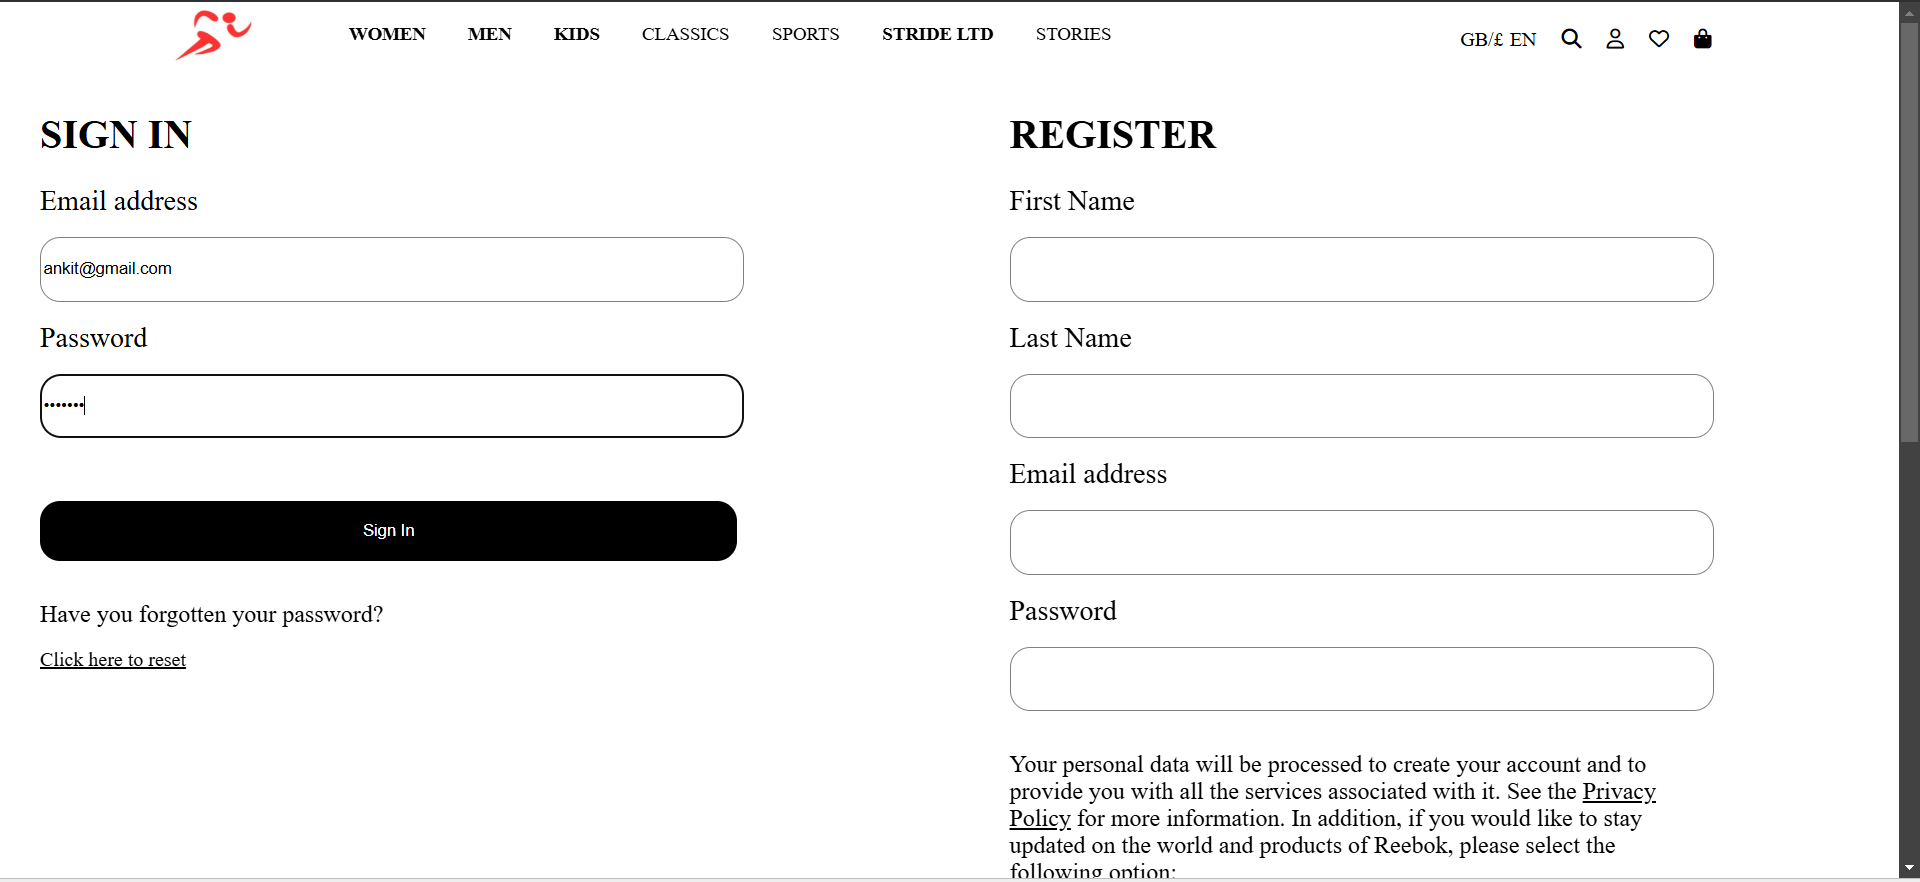 WOMEN MEN KIDS CLASSICS SPORTS STRIDE LTD STORIES GB/£ EN
SIGN IN
Email address
ankit@gmail.com
Password
•••••••
Sign In
Have you forgotten your password?
Click here to reset
REGISTER
First Name
Last Name
Email address
Password
Your personal data will be processed to create your account and to
provide you with all the services associated with it. See the Privacy
Policy for more information. In addition, if you would like to stay
updated on the world and products of Reebok, please select the
following option: